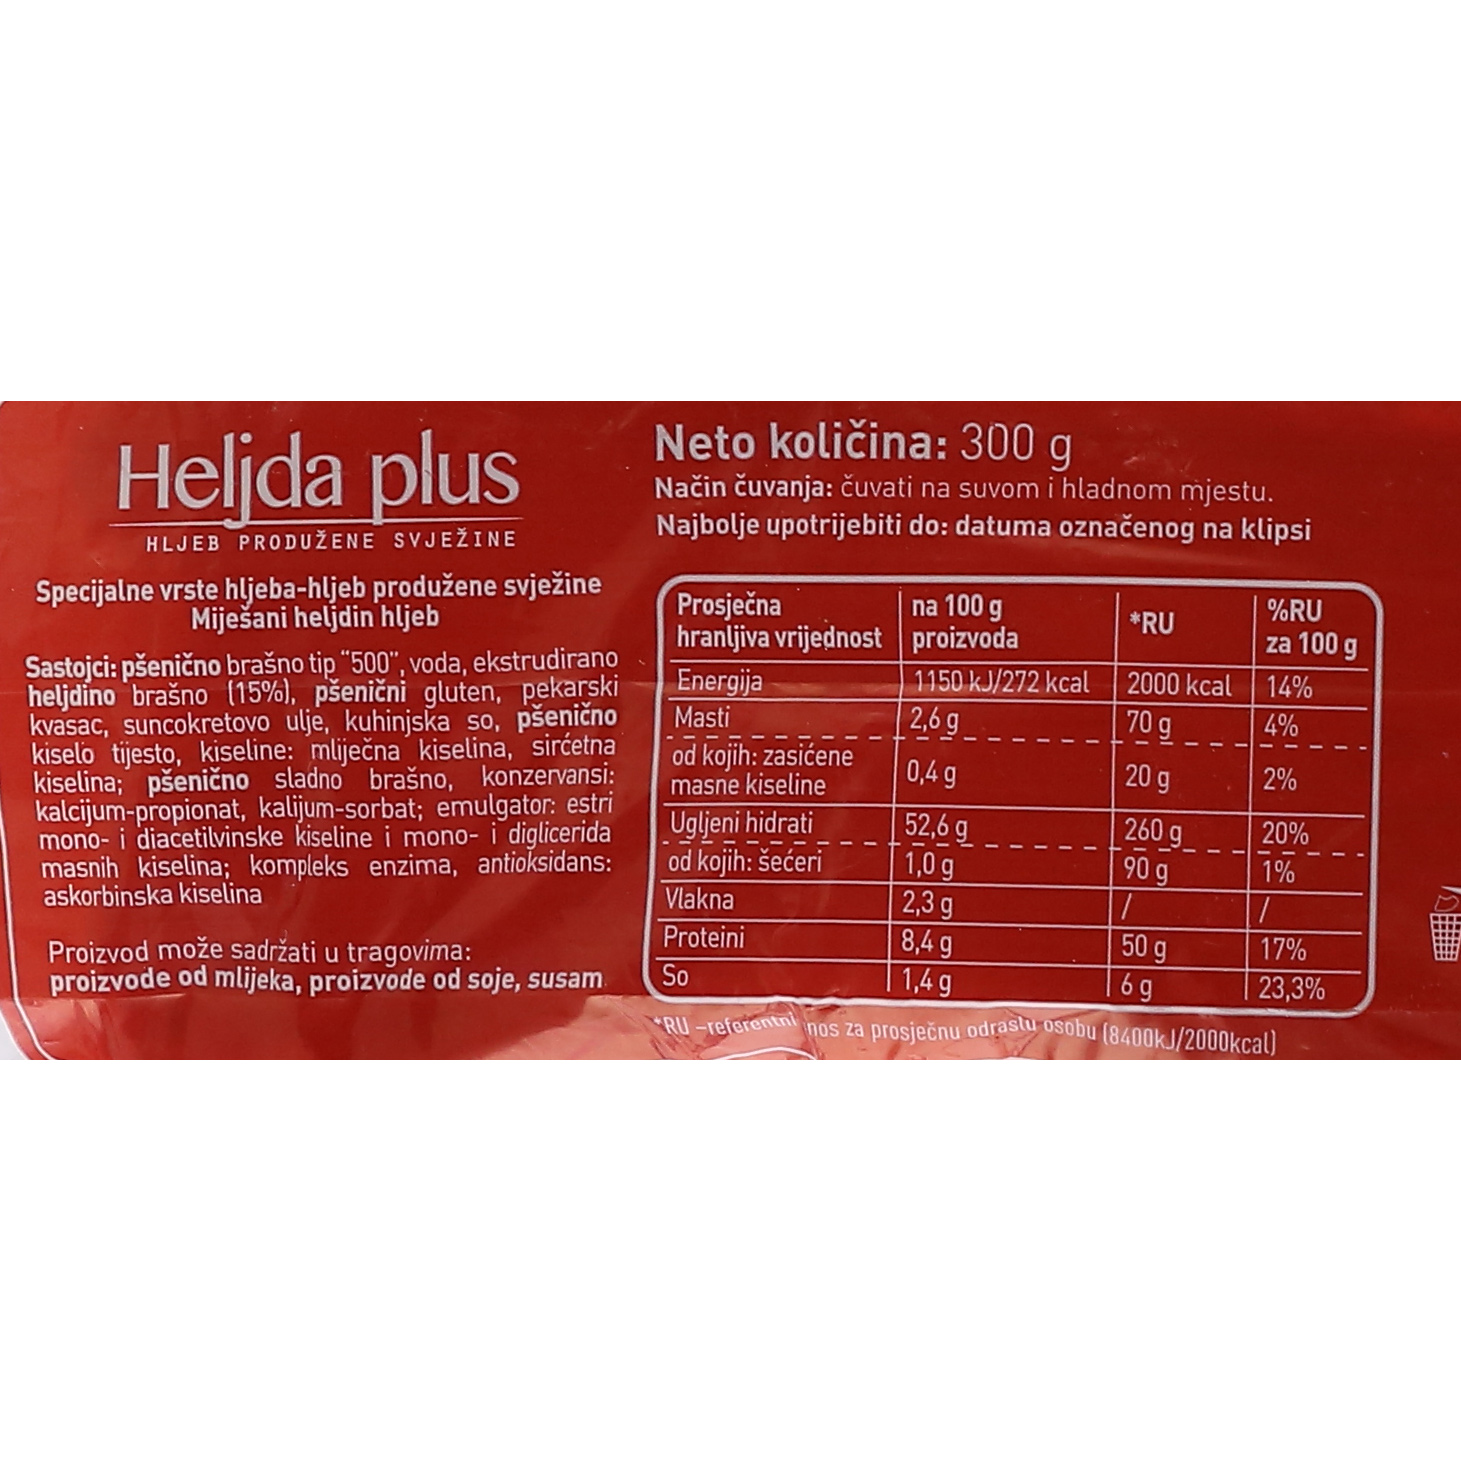 Heljda plus
HLJEB PRODUŽENE SVJEŽINE
Specijalne vrste hljeba-hljeb produžene svježine
Miješani heljdin hljeb
Sastojci: pšenično brašno tip “500”, voda, ekstrudirano
heljdino brašno (15%), pšenični gluten, pekarski
kvasac, suncokretovo ulje, kuhinjska so, pšenično
kiselo tijesto, kiseline: mliječna kiselina, sirćetna
kiselina; pšenično sladno brašno, konzervansi:
kalcijum-propionat, kalijum-sorbat; emulgator: estri
mono- i diacetilvinske kiseline i mono- i diglicerida
masnih kiselina; kompleks enzima, antioksidans:
askorbinska kiselina
Proizvod može sadržati u tragovima:
proizvode od mlijeka, proizvode od soje, susam
Neto količina: 300 g
Način čuvanja: čuvati na suvom i hladnom mjestu.
Najbolje upotrijebiti do: datuma označenog na klipsi
Prosječna hranljiva vrijednost na 100 g proizvoda *RU %RU za 100 g
Energija 1150 kJ/272 kcal 2000 kcal 14%
Masti 2,6 g 70 g 4%
od kojih: zasićene masne kiseline 0,4 g 20 g 2%
Ugljeni hidrati 52,6 g 260 g 20%
od kojih: šećeri 1,0 g 90 g 1%
Vlakna 2,3 g / /
Proteini 8,4 g 50 g 17%
So 1,4 g 6 g 23,3%
*RU –referentni nos za prosječnu odraslu osobu (8400kJ/2000kcal)